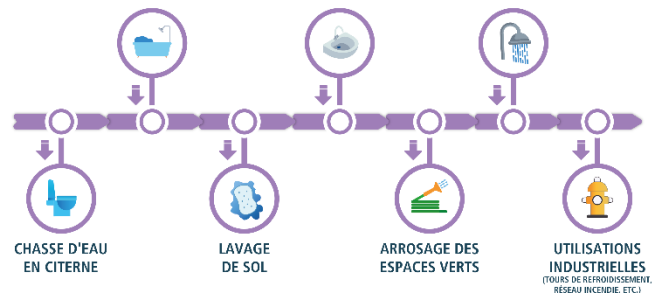 CHASSE D'EAU
EN CITERNE
LAVAGE
DE SOL
ARROSAGE DES
ESPACES VERTS
UTILISATIONS
INDUSTRIELLES
(TOURS DE REFROIDISSEMENT,
RÉSEAU INCENDIE, ETC.)